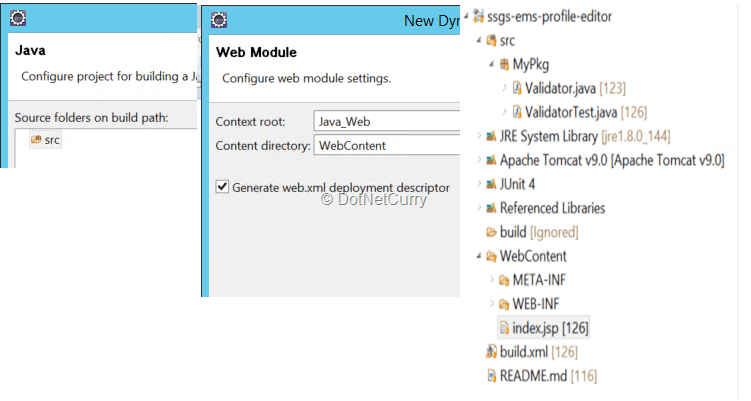 Java
Configure project for building a
Source folders on build path:
src
New
Web Module
Configure web module settings.
Context root: Java_Web
Content directory: WebContent
Generate web.xml deployment descriptor
© DotNetCurry
ssgs-ems-profile-editor
src
MyPkg
Validator.java [123]
ValidatorTest.java [126]
JRE System Library [jre1.8.0_144]
Apache Tomcat v9.0 [Apache Tomcat v9.0]
JUnit 4
Referenced Libraries
build [Ignored]
WebContent
META-INF
WEB-INF
index.jsp [126]
build.xml [126]
README.md [116]